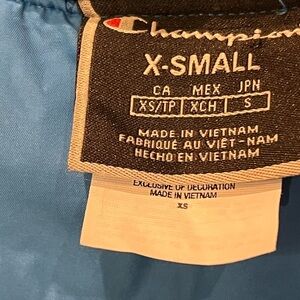 Champion
X-SMALL
CA MEX JPN
XS/TP XCH S
MADE IN VIETNAM
FABRIQUÉ AU VIÊT-NAM
HECHO EN VIETNAM
EXCLUSIVE OF DECORATION
MADE IN VIETNAM
XS